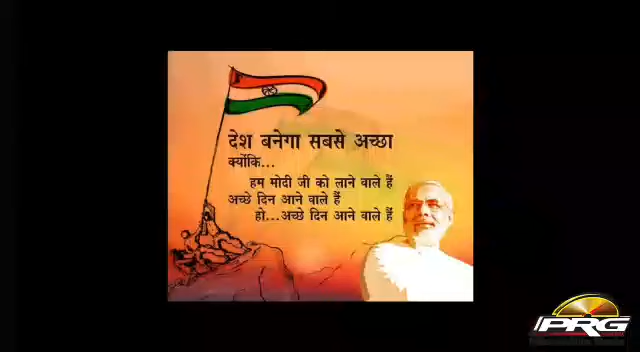 देश बनेगा सबसे अच्छा
क्योंकि...
हम मोदी जी को लाने वाले हैं
अच्छे दिन आने वाले हैं
हो...अच्छे दिन आने वाले हैं
PRG